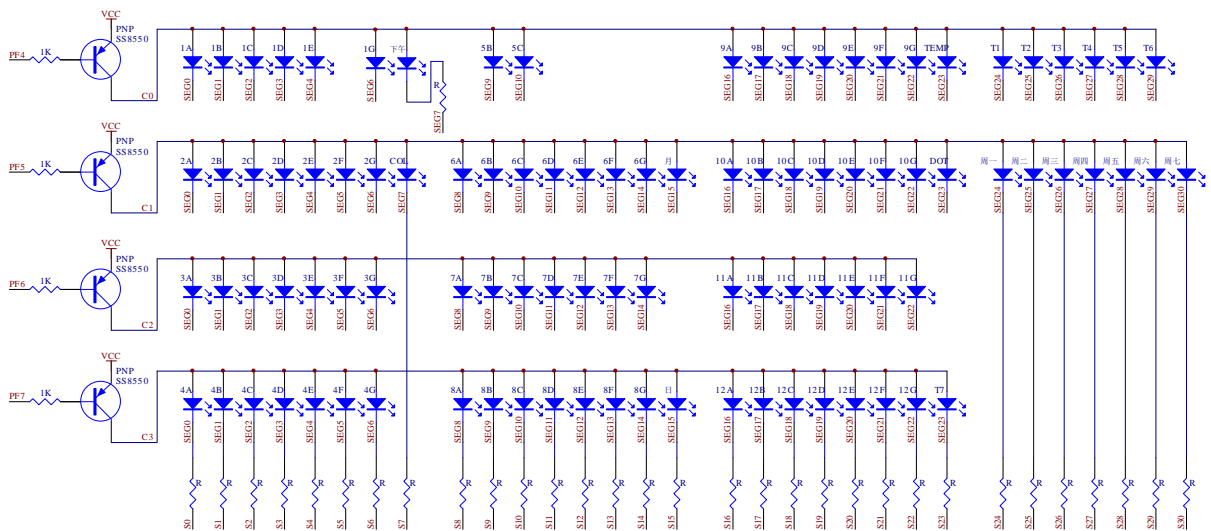 VCC
PNP
SS8550
PF4 1K
C0
1A 1B 1C 1D 1E 1G 下午 5B 5C 9A 9B 9C 9D 9E 9F 9G TEMP T1 T2 T3 T4 T5 T6
R
SEG0 SEG1 SEG2 SEG3 SEG4 SEG6 SEG7 SEG9 SEG10 SEG16 SEG17 SEG18 SEG19 SEG20 SEG21 SEG22 SEG23 SEG24 SEG25 SEG26 SEG27 SEG28 SEG29
VCC
PNP
SS8550
PF5 1K
C1
2A 2B 2C 2D 2E 2F 2G COL 6A 6B 6C 6D 6E 6F 6G 月 10A 10B 10C 10D 10E 10F 10G DOT 周一 周二 周三 周四 周五 周六 周七
SEG0 SEG1 SEG2 SEG3 SEG4 SEG5 SEG6 SEG7 SEG8 SEG9 SEG10 SEG11 SEG12 SEG13 SEG14 SEG15 SEG16 SEG17 SEG18 SEG19 SEG20 SEG21 SEG22 SEG23 SEG24 SEG25 SEG26 SEG27 SEG28 SEG29 SEG30
VCC
PNP
SS8550
PF6 1K
C2
3A 3B 3C 3D 3E 3F 3G 7A 7B 7C 7D 7E 7F 7G 11A 11B 11C 11D 11E 11F 11G
SEG0 SEG1 SEG2 SEG3 SEG4 SEG5 SEG6 SEG8 SEG9 SEG10 SEG11 SEG12 SEG13 SEG14 SEG16 SEG17 SEG18 SEG19 SEG20 SEG21 SEG22
VCC
PNP
SS8550
PF7 1K
C3
4A 4B 4C 4D 4E 4F 4G 8A 8B 8C 8D 8E 8F 8G 日 12A 12B 12C 12D 12E 12F 12G T7
SEG0 SEG1 SEG2 SEG3 SEG4 SEG5 SEG6 SEG8 SEG9 SEG10 SEG11 SEG12 SEG13 SEG14 SEG15 SEG16 SEG17 SEG18 SEG19 SEG20 SEG21 SEG22 SEG23
R R R R R R R R R R R R R R R R R R R R R R R R R R R R R R R
S0 S1 S2 S3 S4 S5 S6 S7 S8 S9 S10 S11 S12 S13 S14 S15 S16 S17 S18 S19 S20 S21 S22 S23 S24 S25 S26 S27 S28 S29 S30